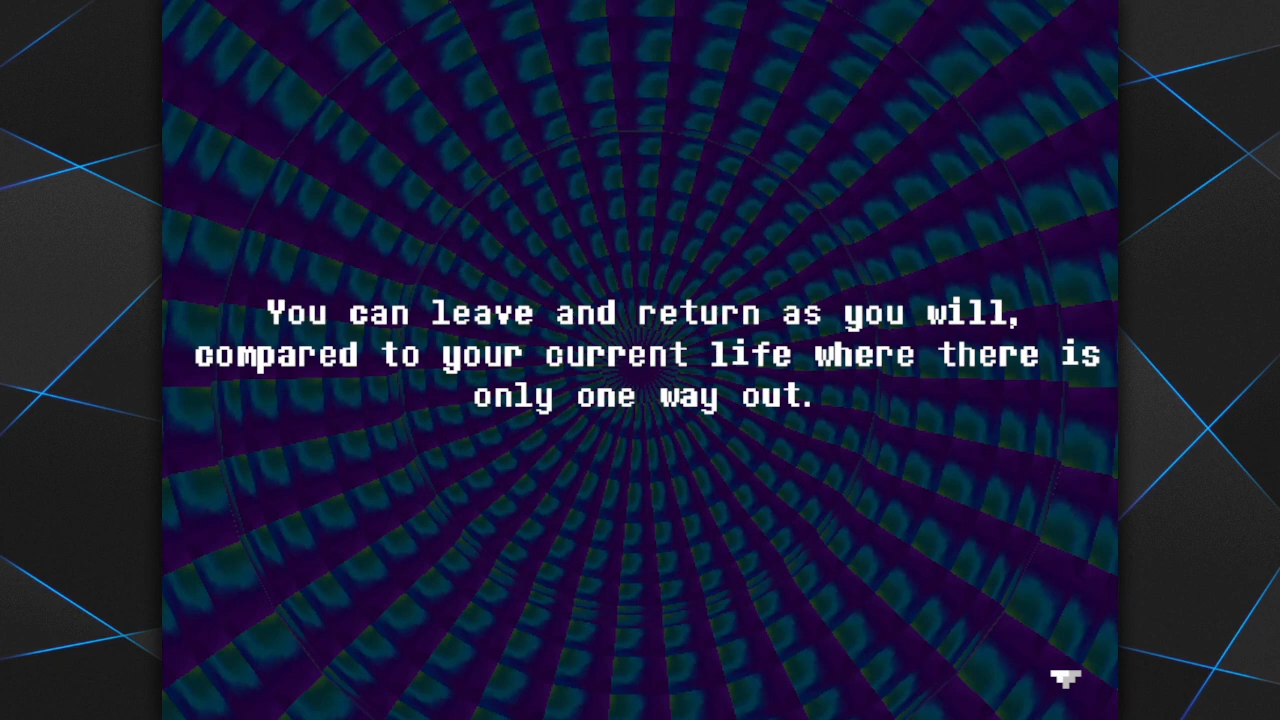 You can leave and return as you will,
compared to your current life where there is
only one way out.